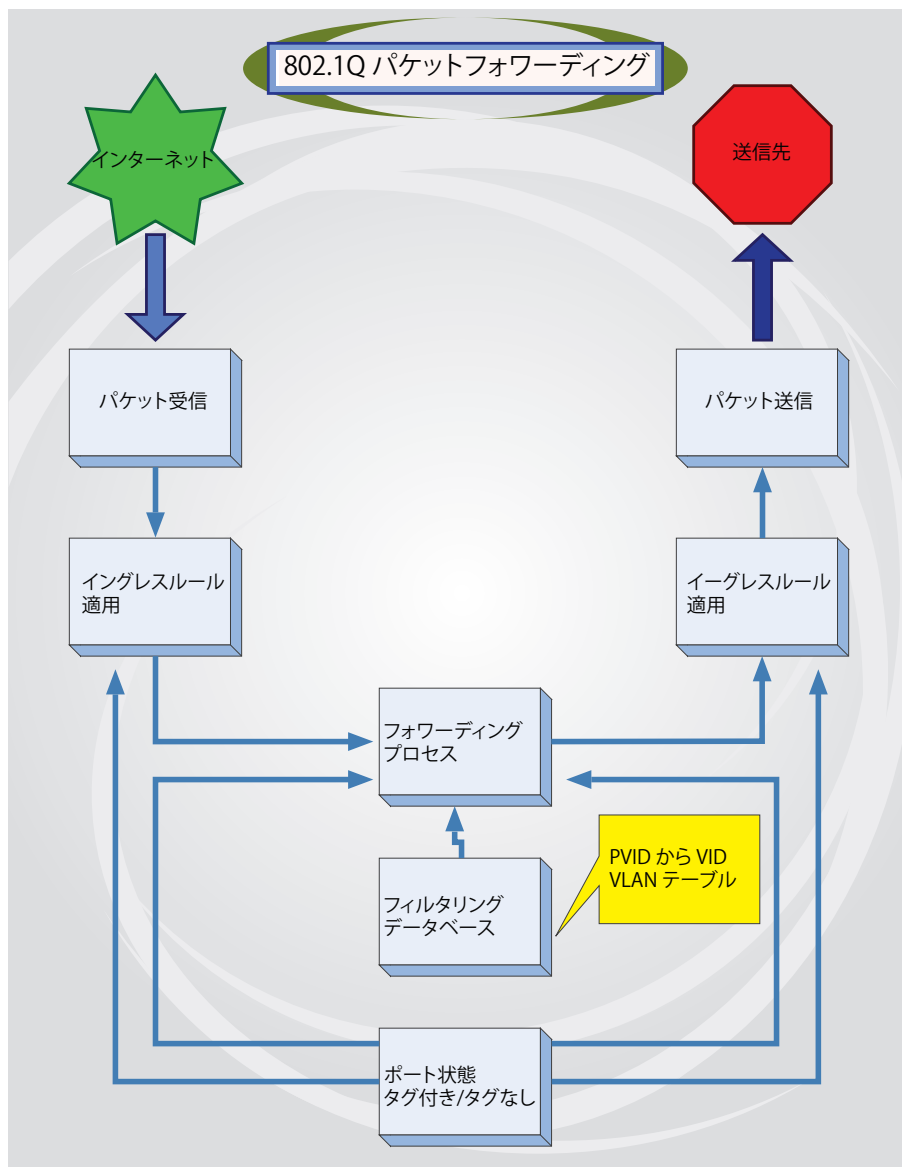 802.1Q パケットフォワーディング
インターネット
送信先
パケット受信
パケット送信
イングレスルール
適用
イーグレスルール
適用
フォワーディング
プロセス
PVID から VID
VLAN テーブル
フィルタリング
データベース
ポート状態
タグ付き/タグなし